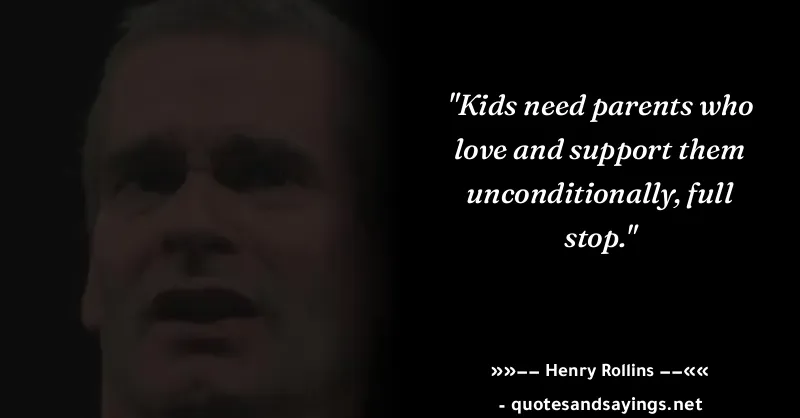 "Kids need parents who
love and support them
unconditionally, full
stop."
»»−− Henry Rollins −−««
- quotesandsayings.net